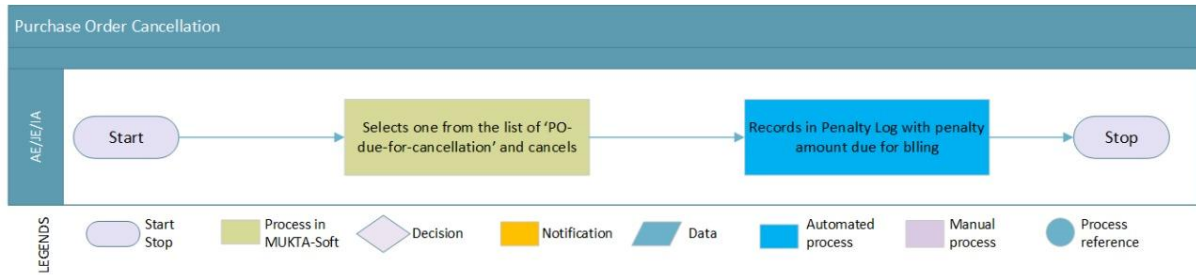 Purchase Order Cancellation
AE/JE/IA
Start
Selects one from the list of ‘PO-
due-for-cancellation’ and cancels
Records in Penalty Log with penalty
amount due for blling
Stop
LEGENDS
Start
Stop
Process in
MUKTA-Soft
Decision
Notification
Data
Automated
process
Manual
process
Process
reference